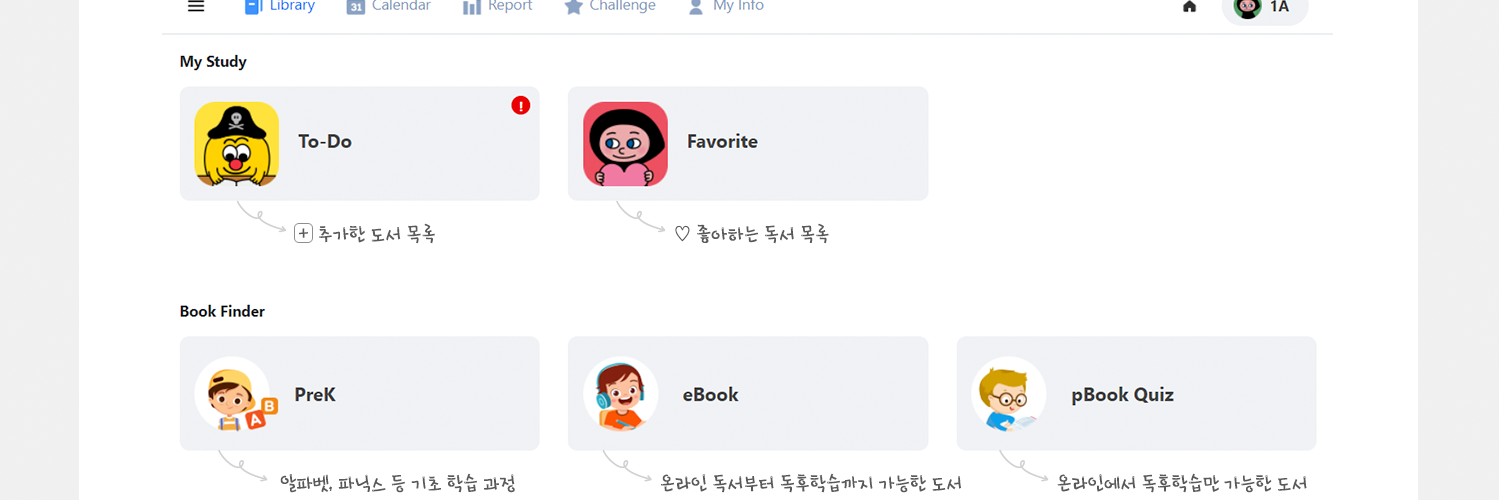 Library Calendar Report Challenge My Info 1A
31
My Study
To-Do
!
Favorite
+ 추가한 도서 목록
♡ 좋아하는 독서 목록
Book Finder
PreK
A B
eBook
pBook Quiz
알파벳, 파닉스 등 기초 학습 과정
온라인 독서부터 독후학습까지 가능한 도서
온라인에서 독후학습만 가능한 도서